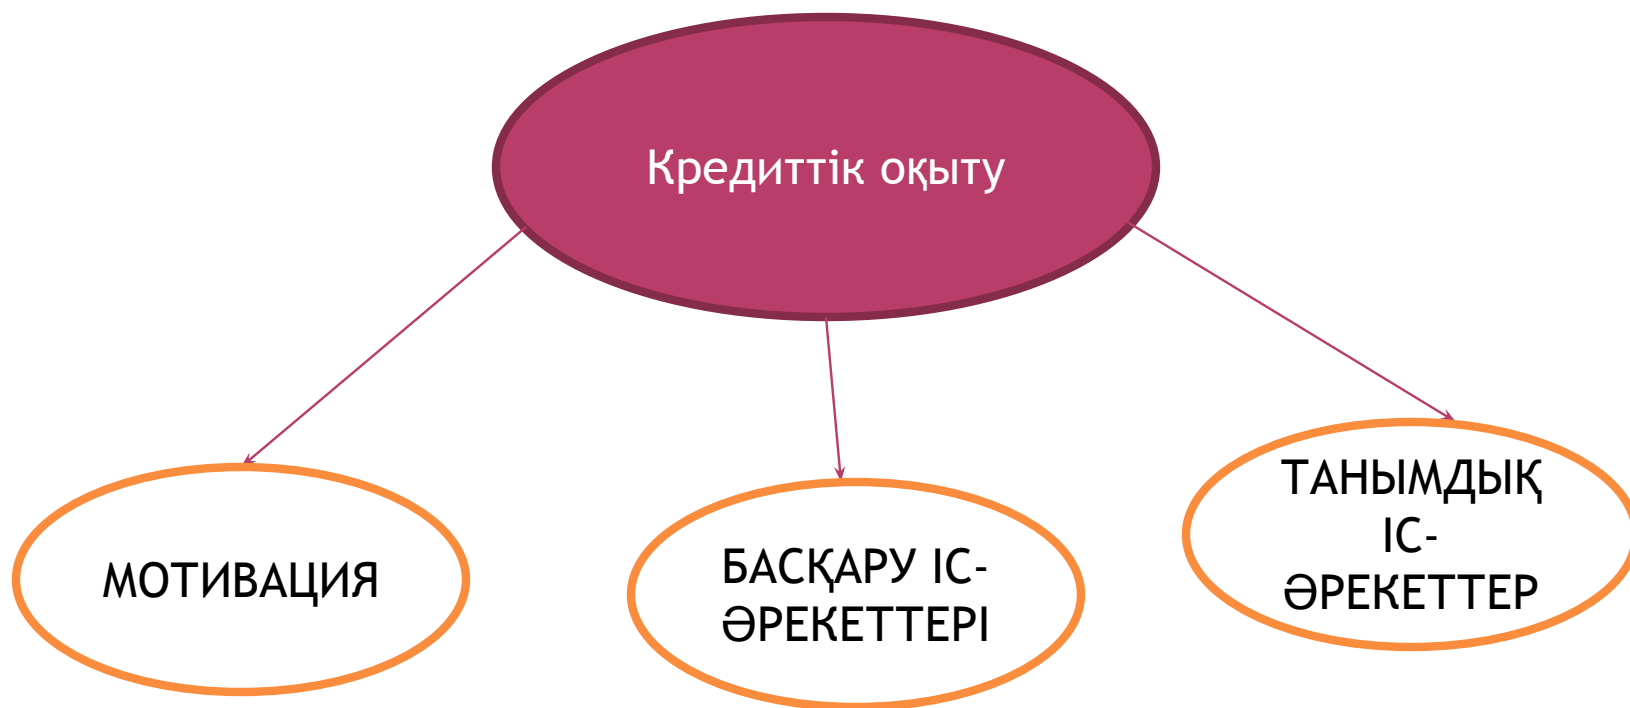 Кредиттік оқыту
МОТИВАЦИЯ
БАСҚАРУ ІС-
ӘРЕКЕТТЕРІ
ТАНЫМДЫҚ
ІС-
ӘРЕКЕТТЕР